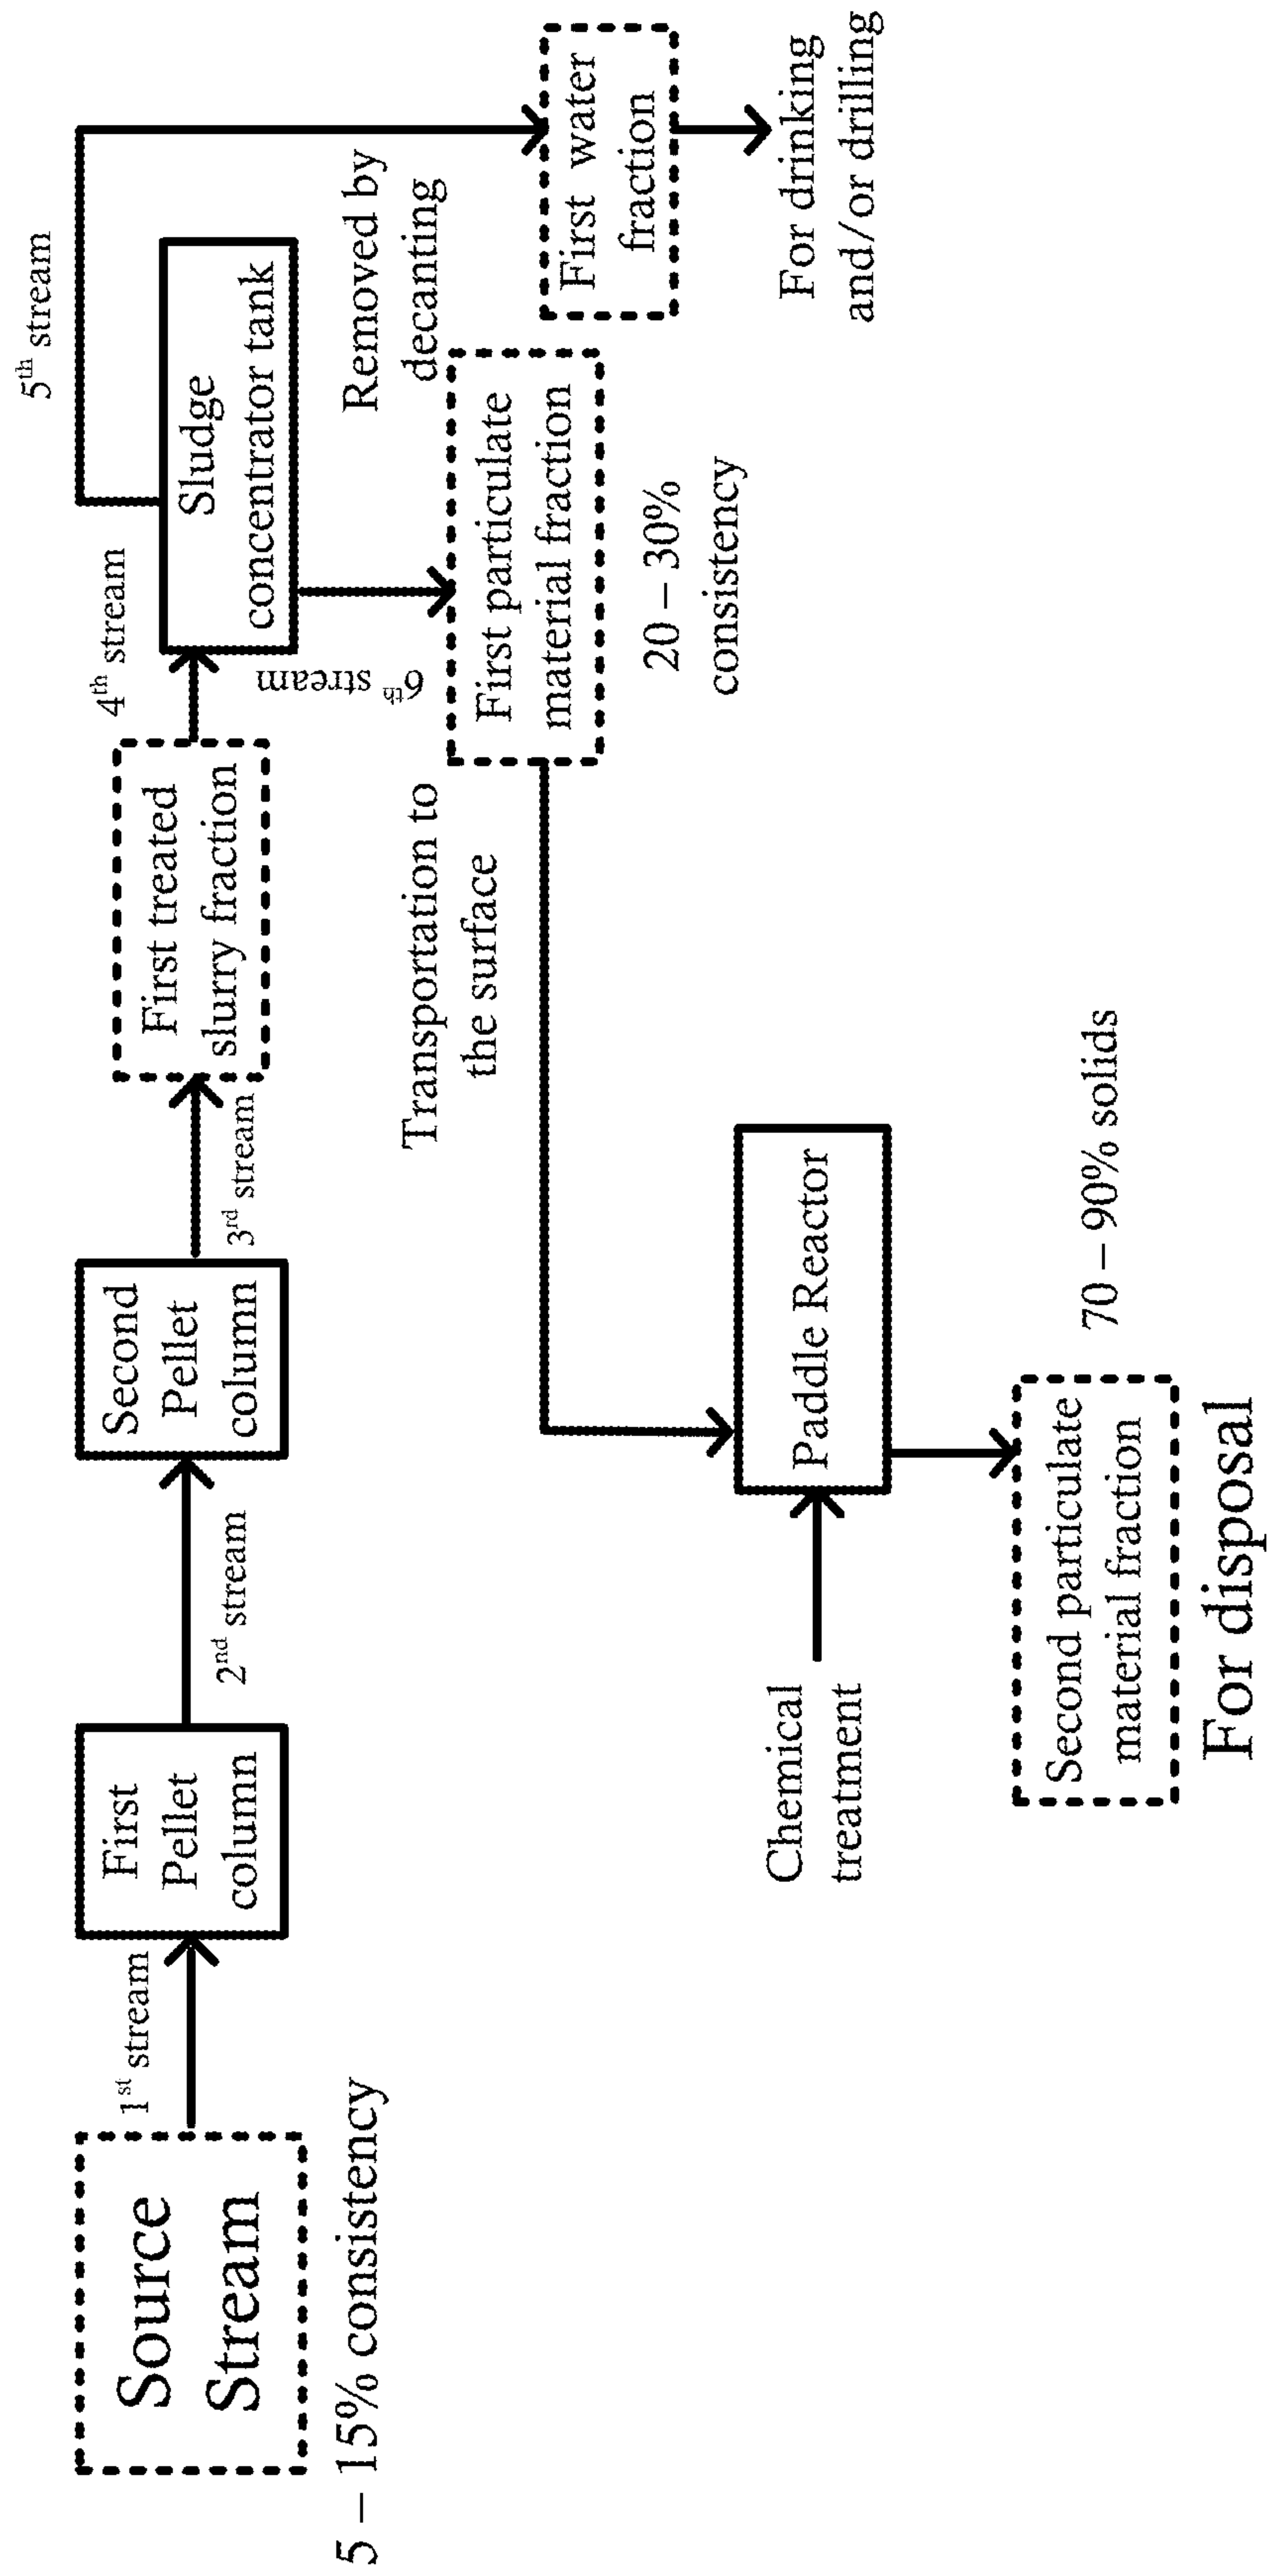 Source
Stream
5 – 15% consistency
1st stream
First
Pellet
column
2nd stream
Second
Pellet
column
3rd stream
First treated
slurry fraction
4th stream
Sludge
concentrator tank
5th stream
6th stream
Removed by
decanting
First water
fraction
For drinking
and/or drilling
First particulate
material fraction
20 – 30%
consistency
Transportation to
the surface
Chemical
treatment
Paddle Reactor
Second particulate
material fraction
70 – 90% solids
For disposal